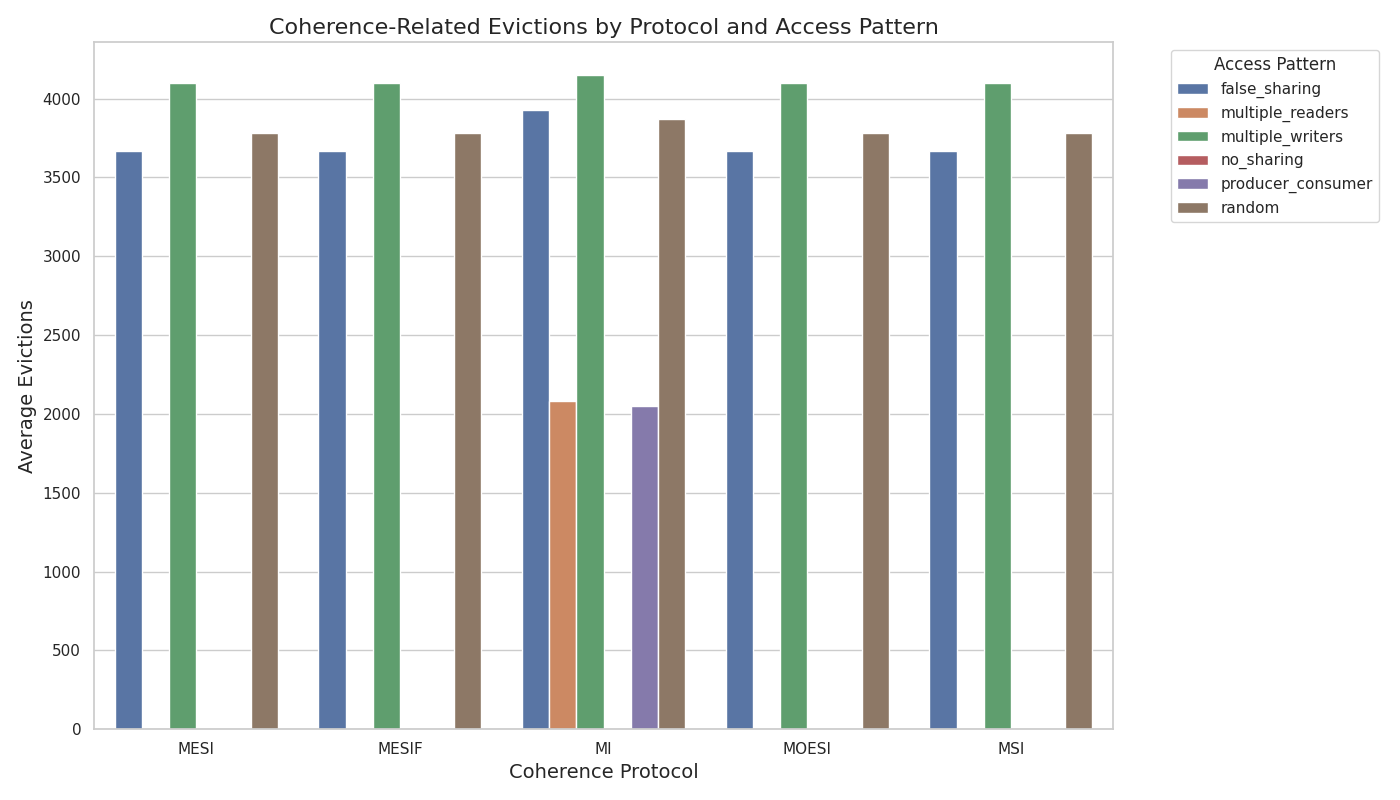 Coherence-Related Evictions by Protocol and Access Pattern
Access Pattern
false_sharing
multiple_readers
multiple_writers
no_sharing
producer_consumer
random
Average Evictions
4000
3500
3000
2500
2000
1500
1000
500
0
MESI MESIF MI MOESI MSI
Coherence Protocol